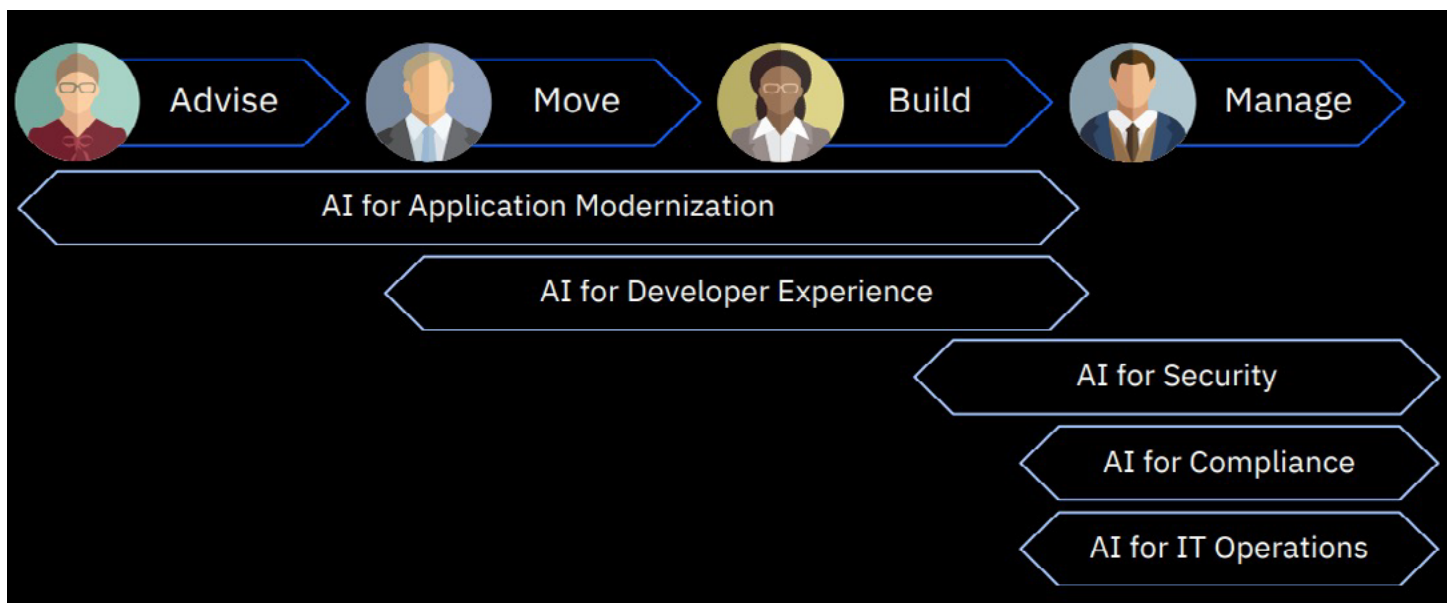 Advise
Move
Build
Manage
AI for Application Modernization
AI for Developer Experience
AI for Security
AI for Compliance
AI for IT Operations